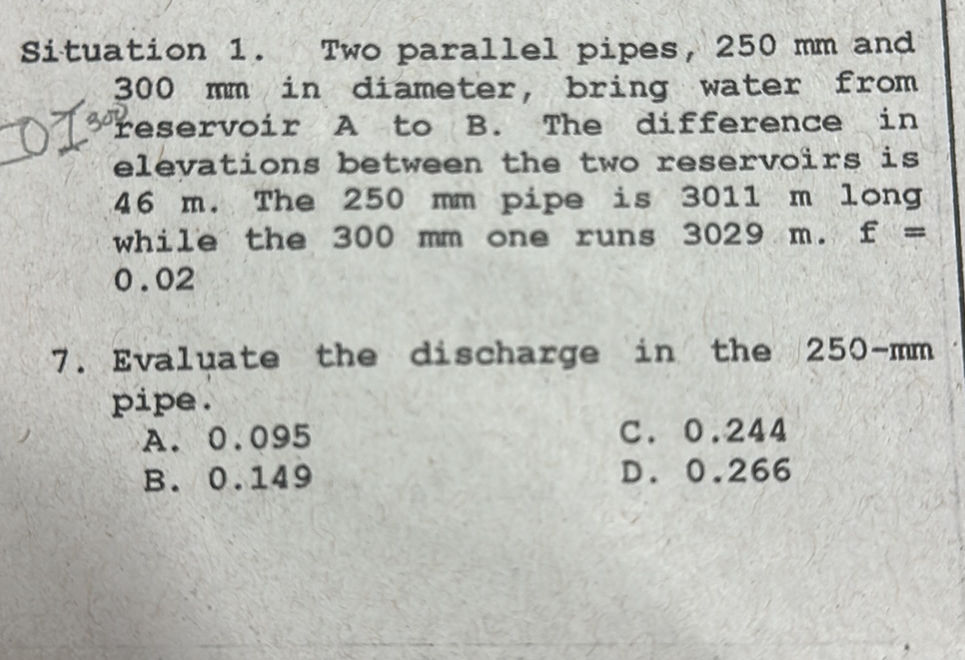 Situation 1. Two parallel pipes, 250 mm and
300 mm in diameter, bring water from
300
reservoir A to B. The difference in
elevations between the two reservoirs is
46 m. The 250 mm pipe is 3011 m long
while the 300 mm one runs 3029 m. f =
0.02
7. Evaluate the discharge in the 250-mm
pipe.
A. 0.095 C. 0.244
B. 0.149 D. 0.266